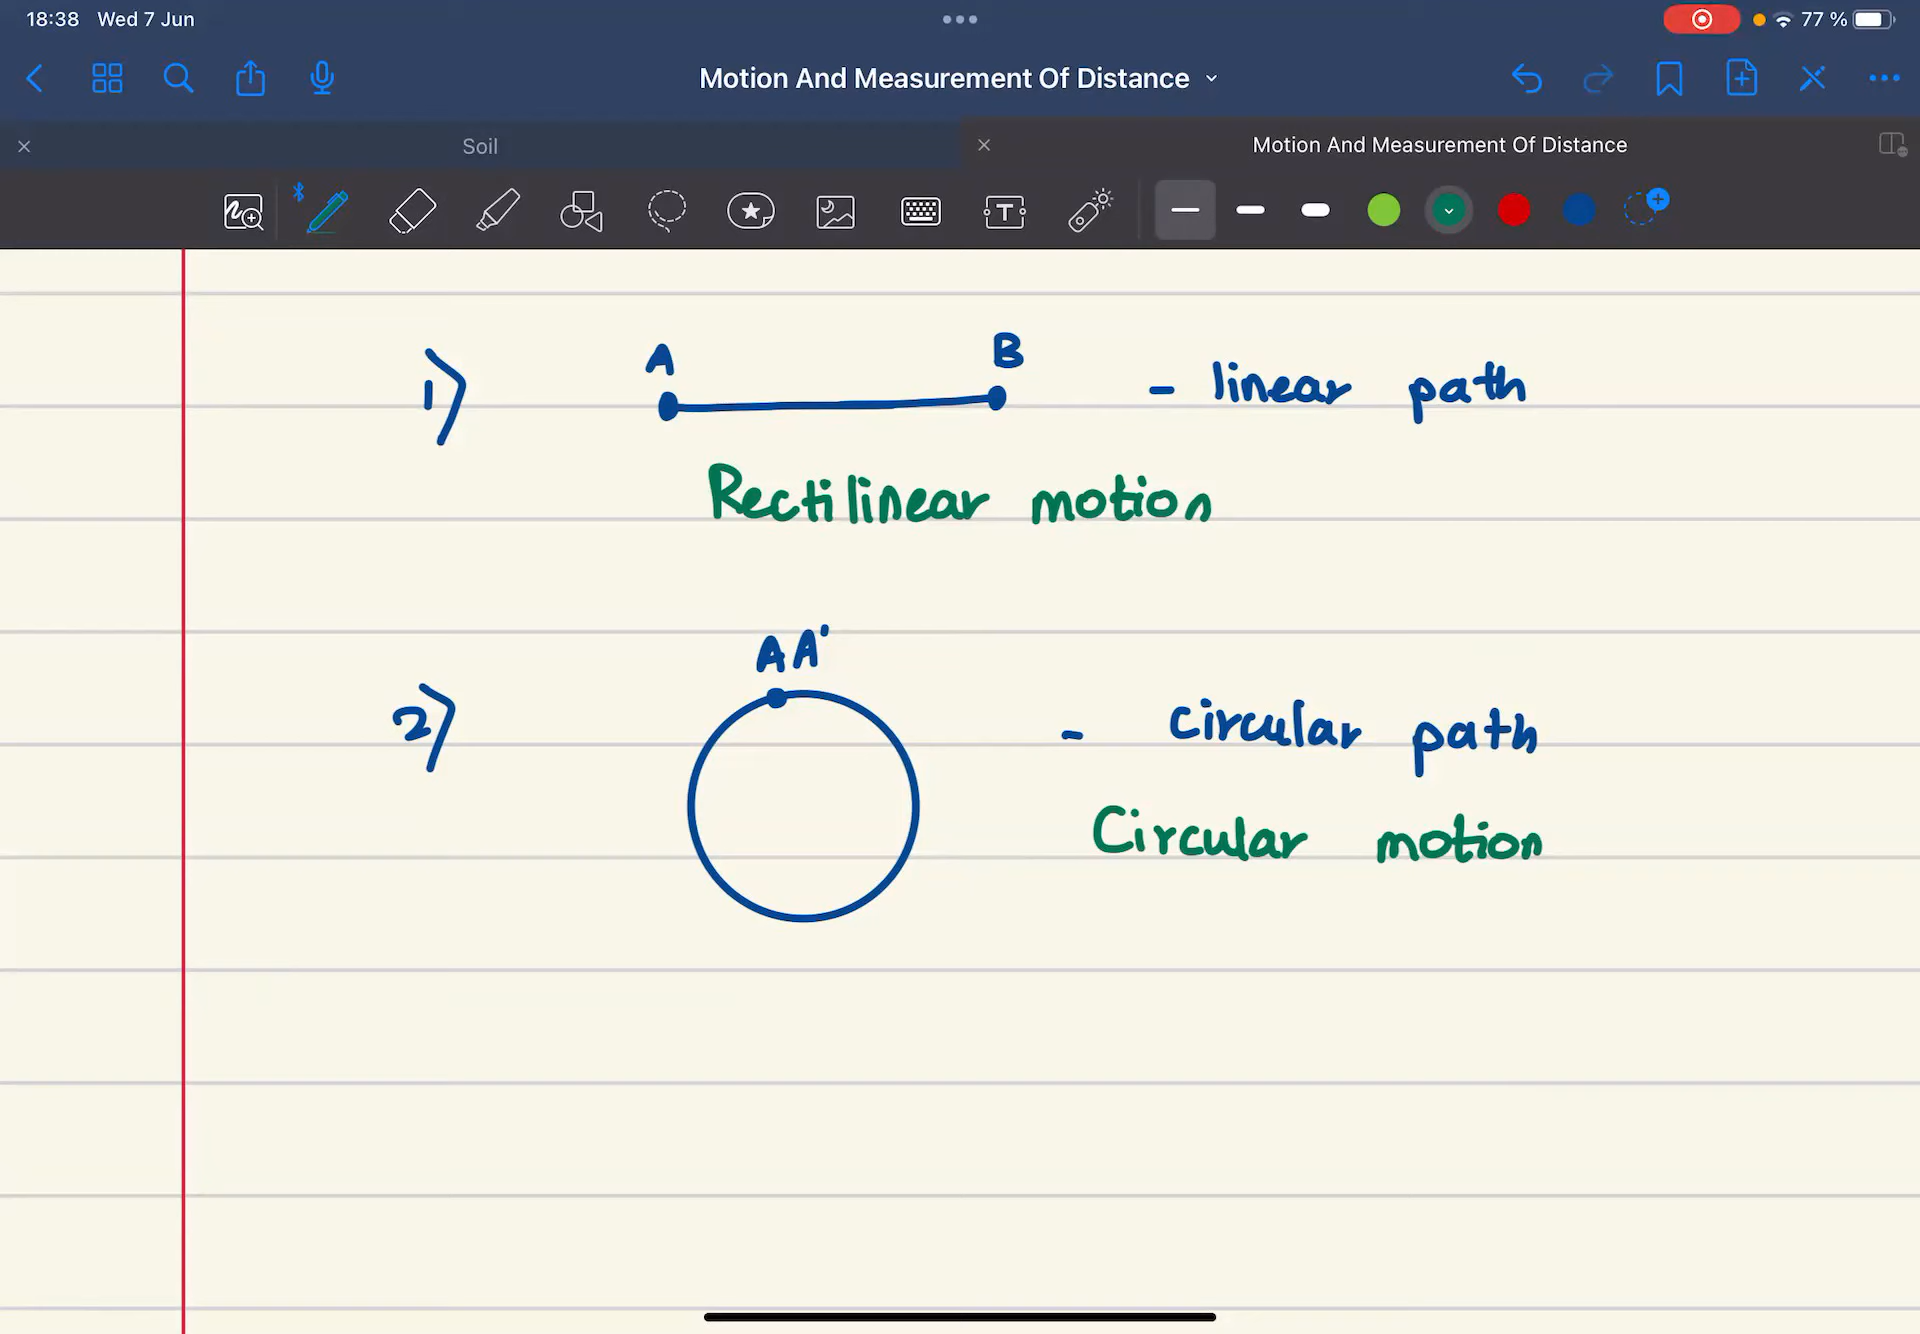 18:38 Wed 7 Jun 77 %
Motion And Measurement Of Distance
Soil
Motion And Measurement Of Distance
T
1) A B - linear path
Rectilinear motion
A A'
2) - Circular path
Circular motion